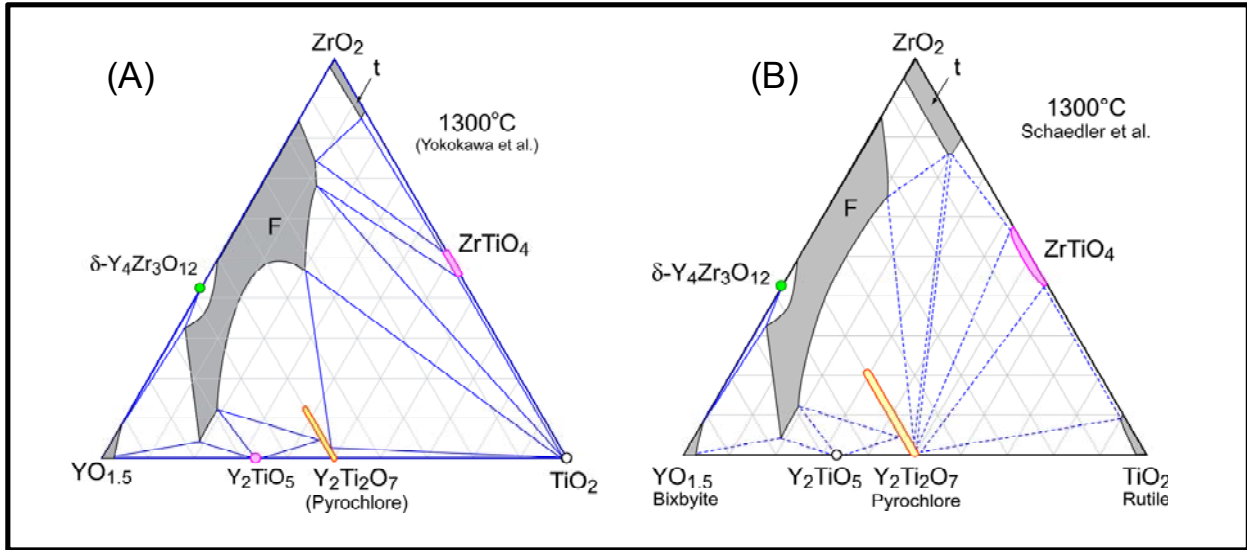 (A)
ZrO₂
t
1300°C
(Yokokawa et al.)
F
ZrTiO₄
δ-Y₄Zr₃O₁₂
YO₁.₅
Y₂TiO₅
Y₂Ti₂O₇
(Pyrochlore)
TiO₂
(B)
ZrO₂
t
1300°C
Schaedler et al.
F
ZrTiO₄
δ-Y₄Zr₃O₁₂
YO₁.₅
Bixbyite
Y₂TiO₅
Y₂Ti₂O₇
Pyrochlore
TiO₂
Rutile